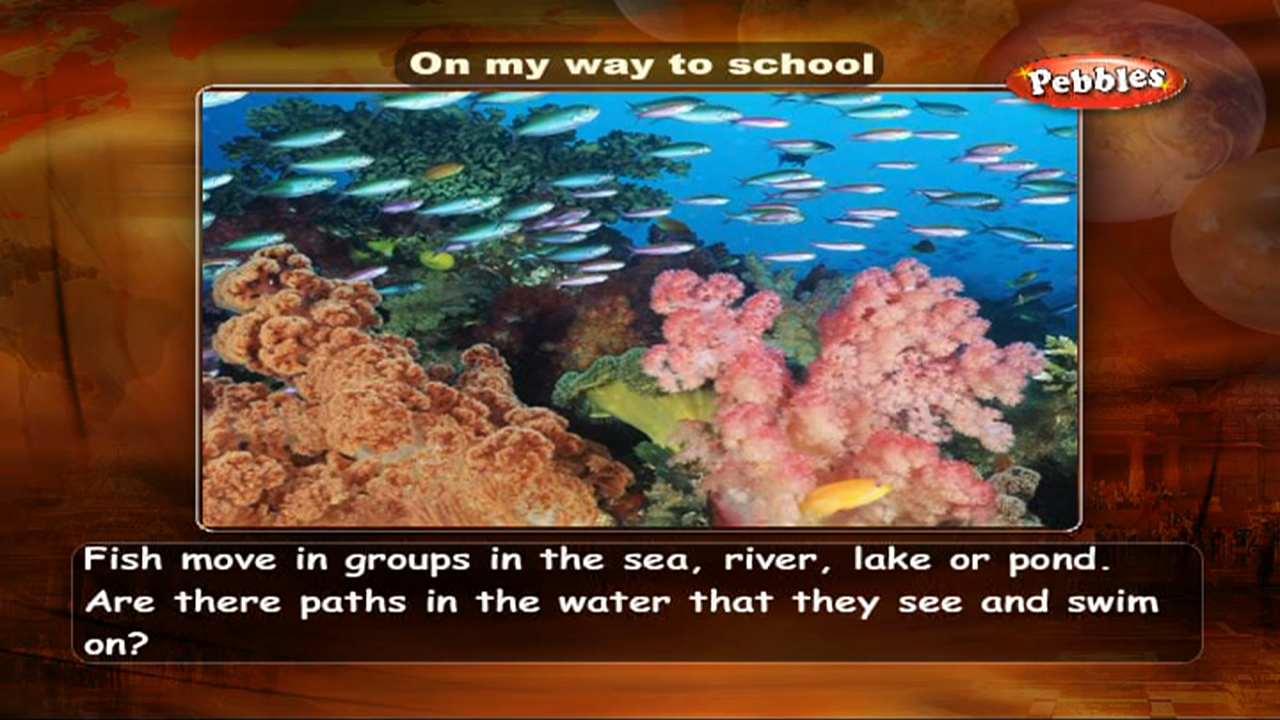 On my way to school
Pebbles
Fish move in groups in the sea, river, lake or pond.
Are there paths in the water that they see and swim
on?